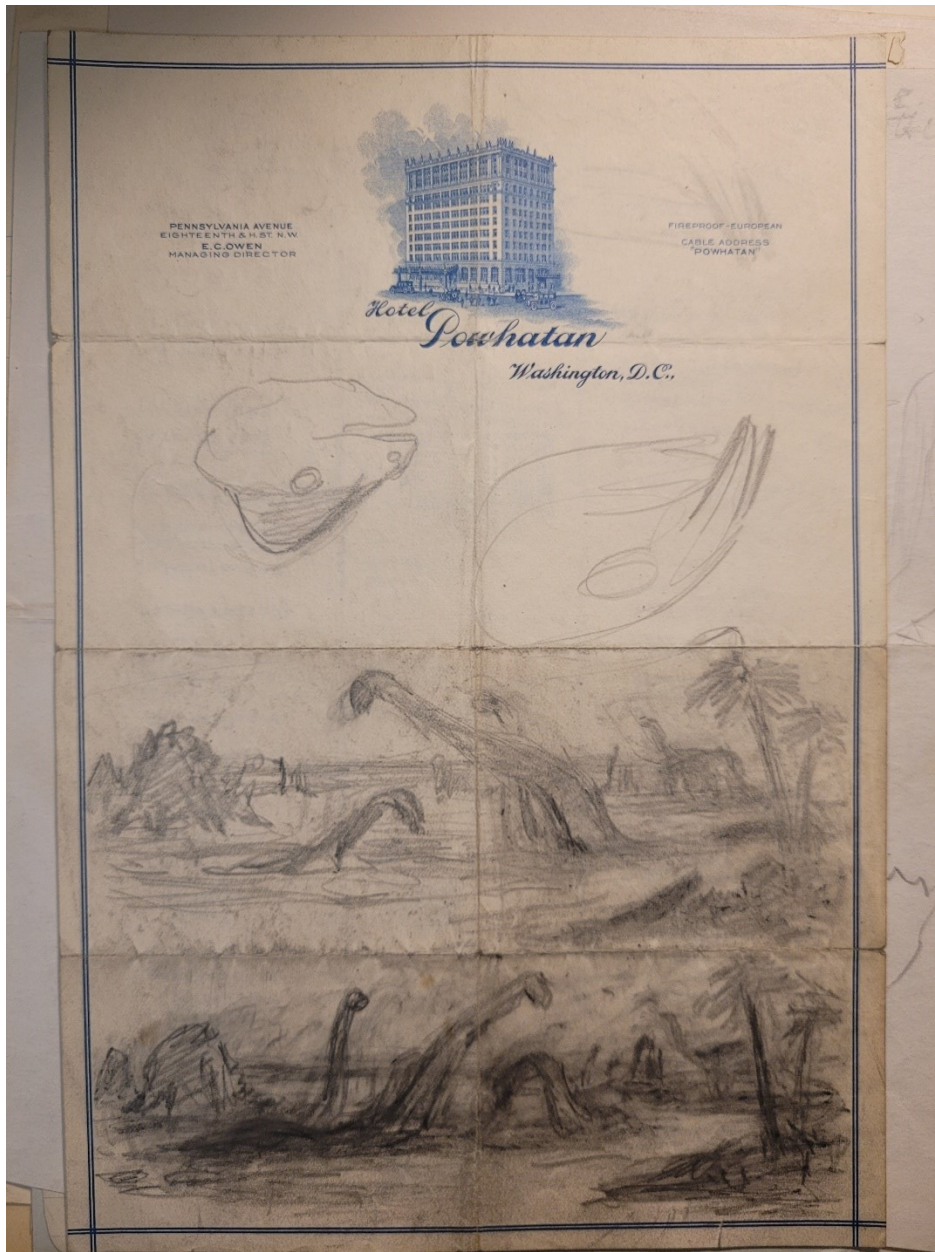 PENNSYLVANIA AVENUE
EIGHTEENTH & H. ST. N.W.
E.C.OWEN
MANAGING DIRECTOR
FIREPROOF-EUROPEAN
CABLE ADDRESS
"POWHATAN"
Hotel
Powhatan
Washington, D.C.,